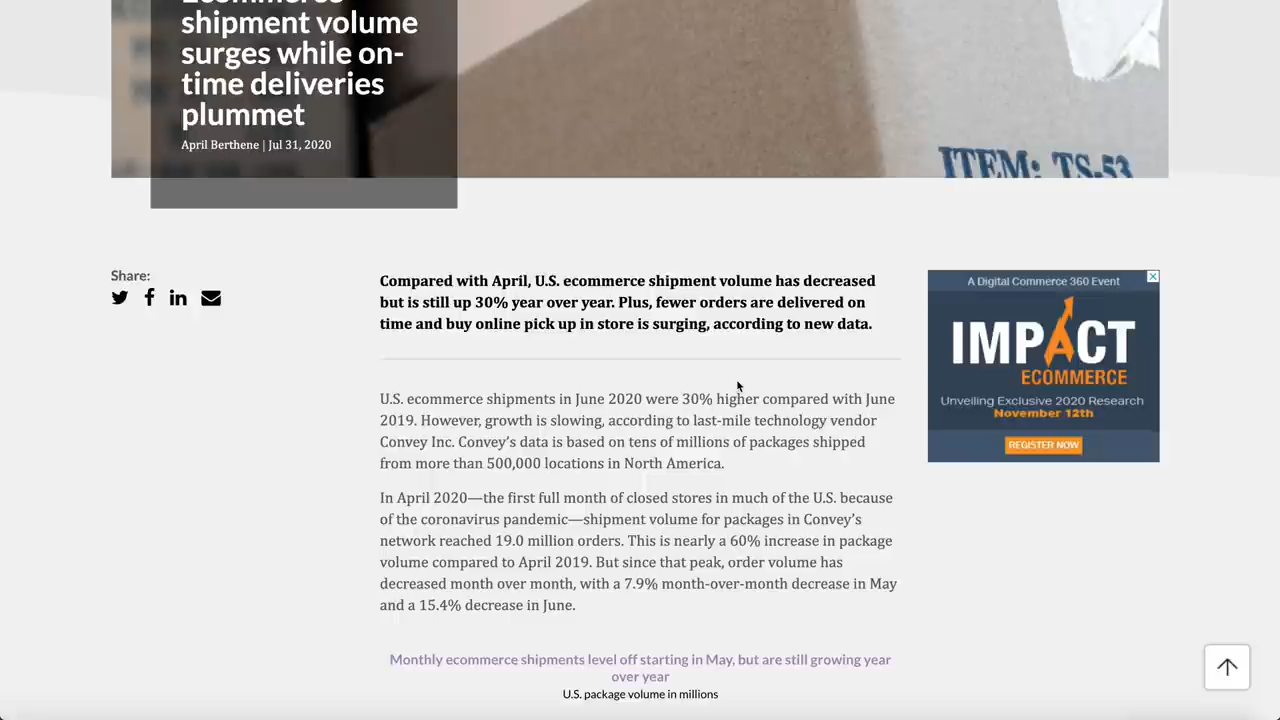 shipment volume
surges while on-
time deliveries
plummet
April Berthene | Jul 31, 2020
ITEM: TS-53
Share:
Compared with April, U.S. ecommerce shipment volume has decreased
but is still up 30% year over year. Plus, fewer orders are delivered on
time and buy online pick up in store is surging, according to new data.
U.S. ecommerce shipments in June 2020 were 30% higher compared with June
2019. However, growth is slowing, according to last-mile technology vendor
Convey Inc. Convey’s data is based on tens of millions of packages shipped
from more than 500,000 locations in North America.
In April 2020—the first full month of closed stores in much of the U.S. because
of the coronavirus pandemic—shipment volume for packages in Convey’s
network reached 19.0 million orders. This is nearly a 60% increase in package
volume compared to April 2019. But since that peak, order volume has
decreased month over month, with a 7.9% month-over-month decrease in May
and a 15.4% decrease in June.
Monthly ecommerce shipments level off starting in May, but are still growing year
over year
U.S. package volume in millions
A Digital Commerce 360 Event
IMPACT
ECOMMERCE
Unveiling Exclusive 2020 Research
November 12th
REGISTER NOW